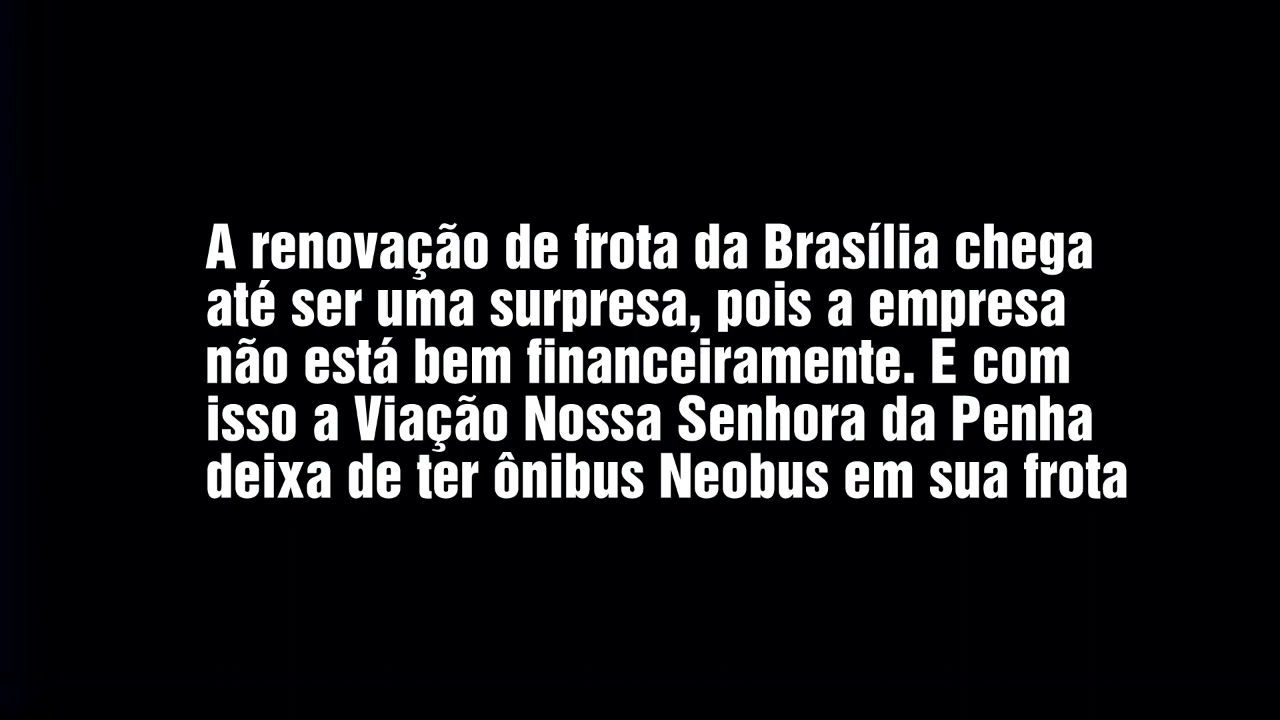 A renovação de frota da Brasília chega
até ser uma surpresa, pois a empresa
não está bem financeiramente. E com
isso a Viação Nossa Senhora da Penha
deixa de ter ônibus Neobus em sua frota